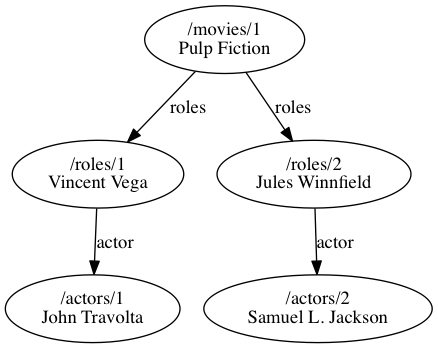 /movies/1
Pulp Fiction
roles
roles
/roles/1
Vincent Vega
/roles/2
Jules Winnfield
actor
actor
/actors/1
John Travolta
/actors/2
Samuel L. Jackson